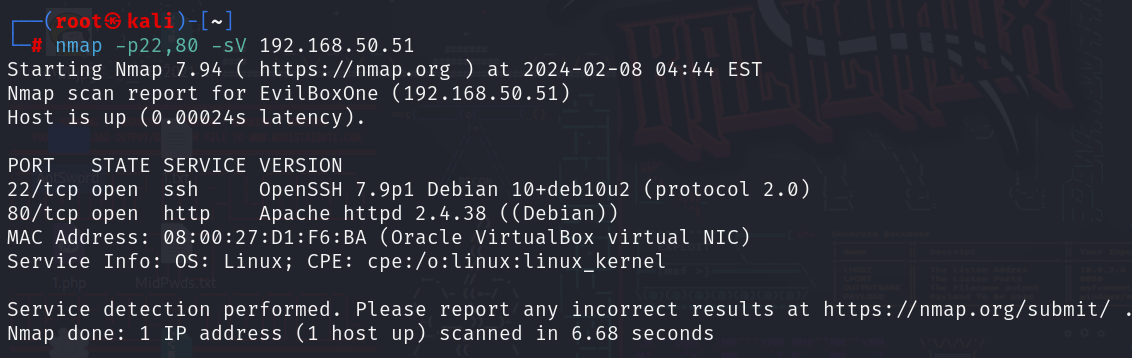 ┌──(root㉿kali)-[~]
└─# nmap -p22,80 -sV 192.168.50.51
Starting Nmap 7.94 ( https://nmap.org ) at 2024-02-08 04:44 EST
Nmap scan report for EvilBoxOne (192.168.50.51)
Host is up (0.00024s latency).
PORT   STATE SERVICE VERSION
22/tcp open  ssh     OpenSSH 7.9p1 Debian 10+deb10u2 (protocol 2.0)
80/tcp open  http    Apache httpd 2.4.38 ((Debian))
MAC Address: 08:00:27:D1:F6:BA (Oracle VirtualBox virtual NIC)
Service Info: OS: Linux; CPE: cpe:/o:linux:linux_kernel
1.php MidPwds.txt
Service detection performed. Please report any incorrect results at https://nmap.org/submit/ .
Nmap done: 1 IP address (1 host up) scanned in 6.68 seconds